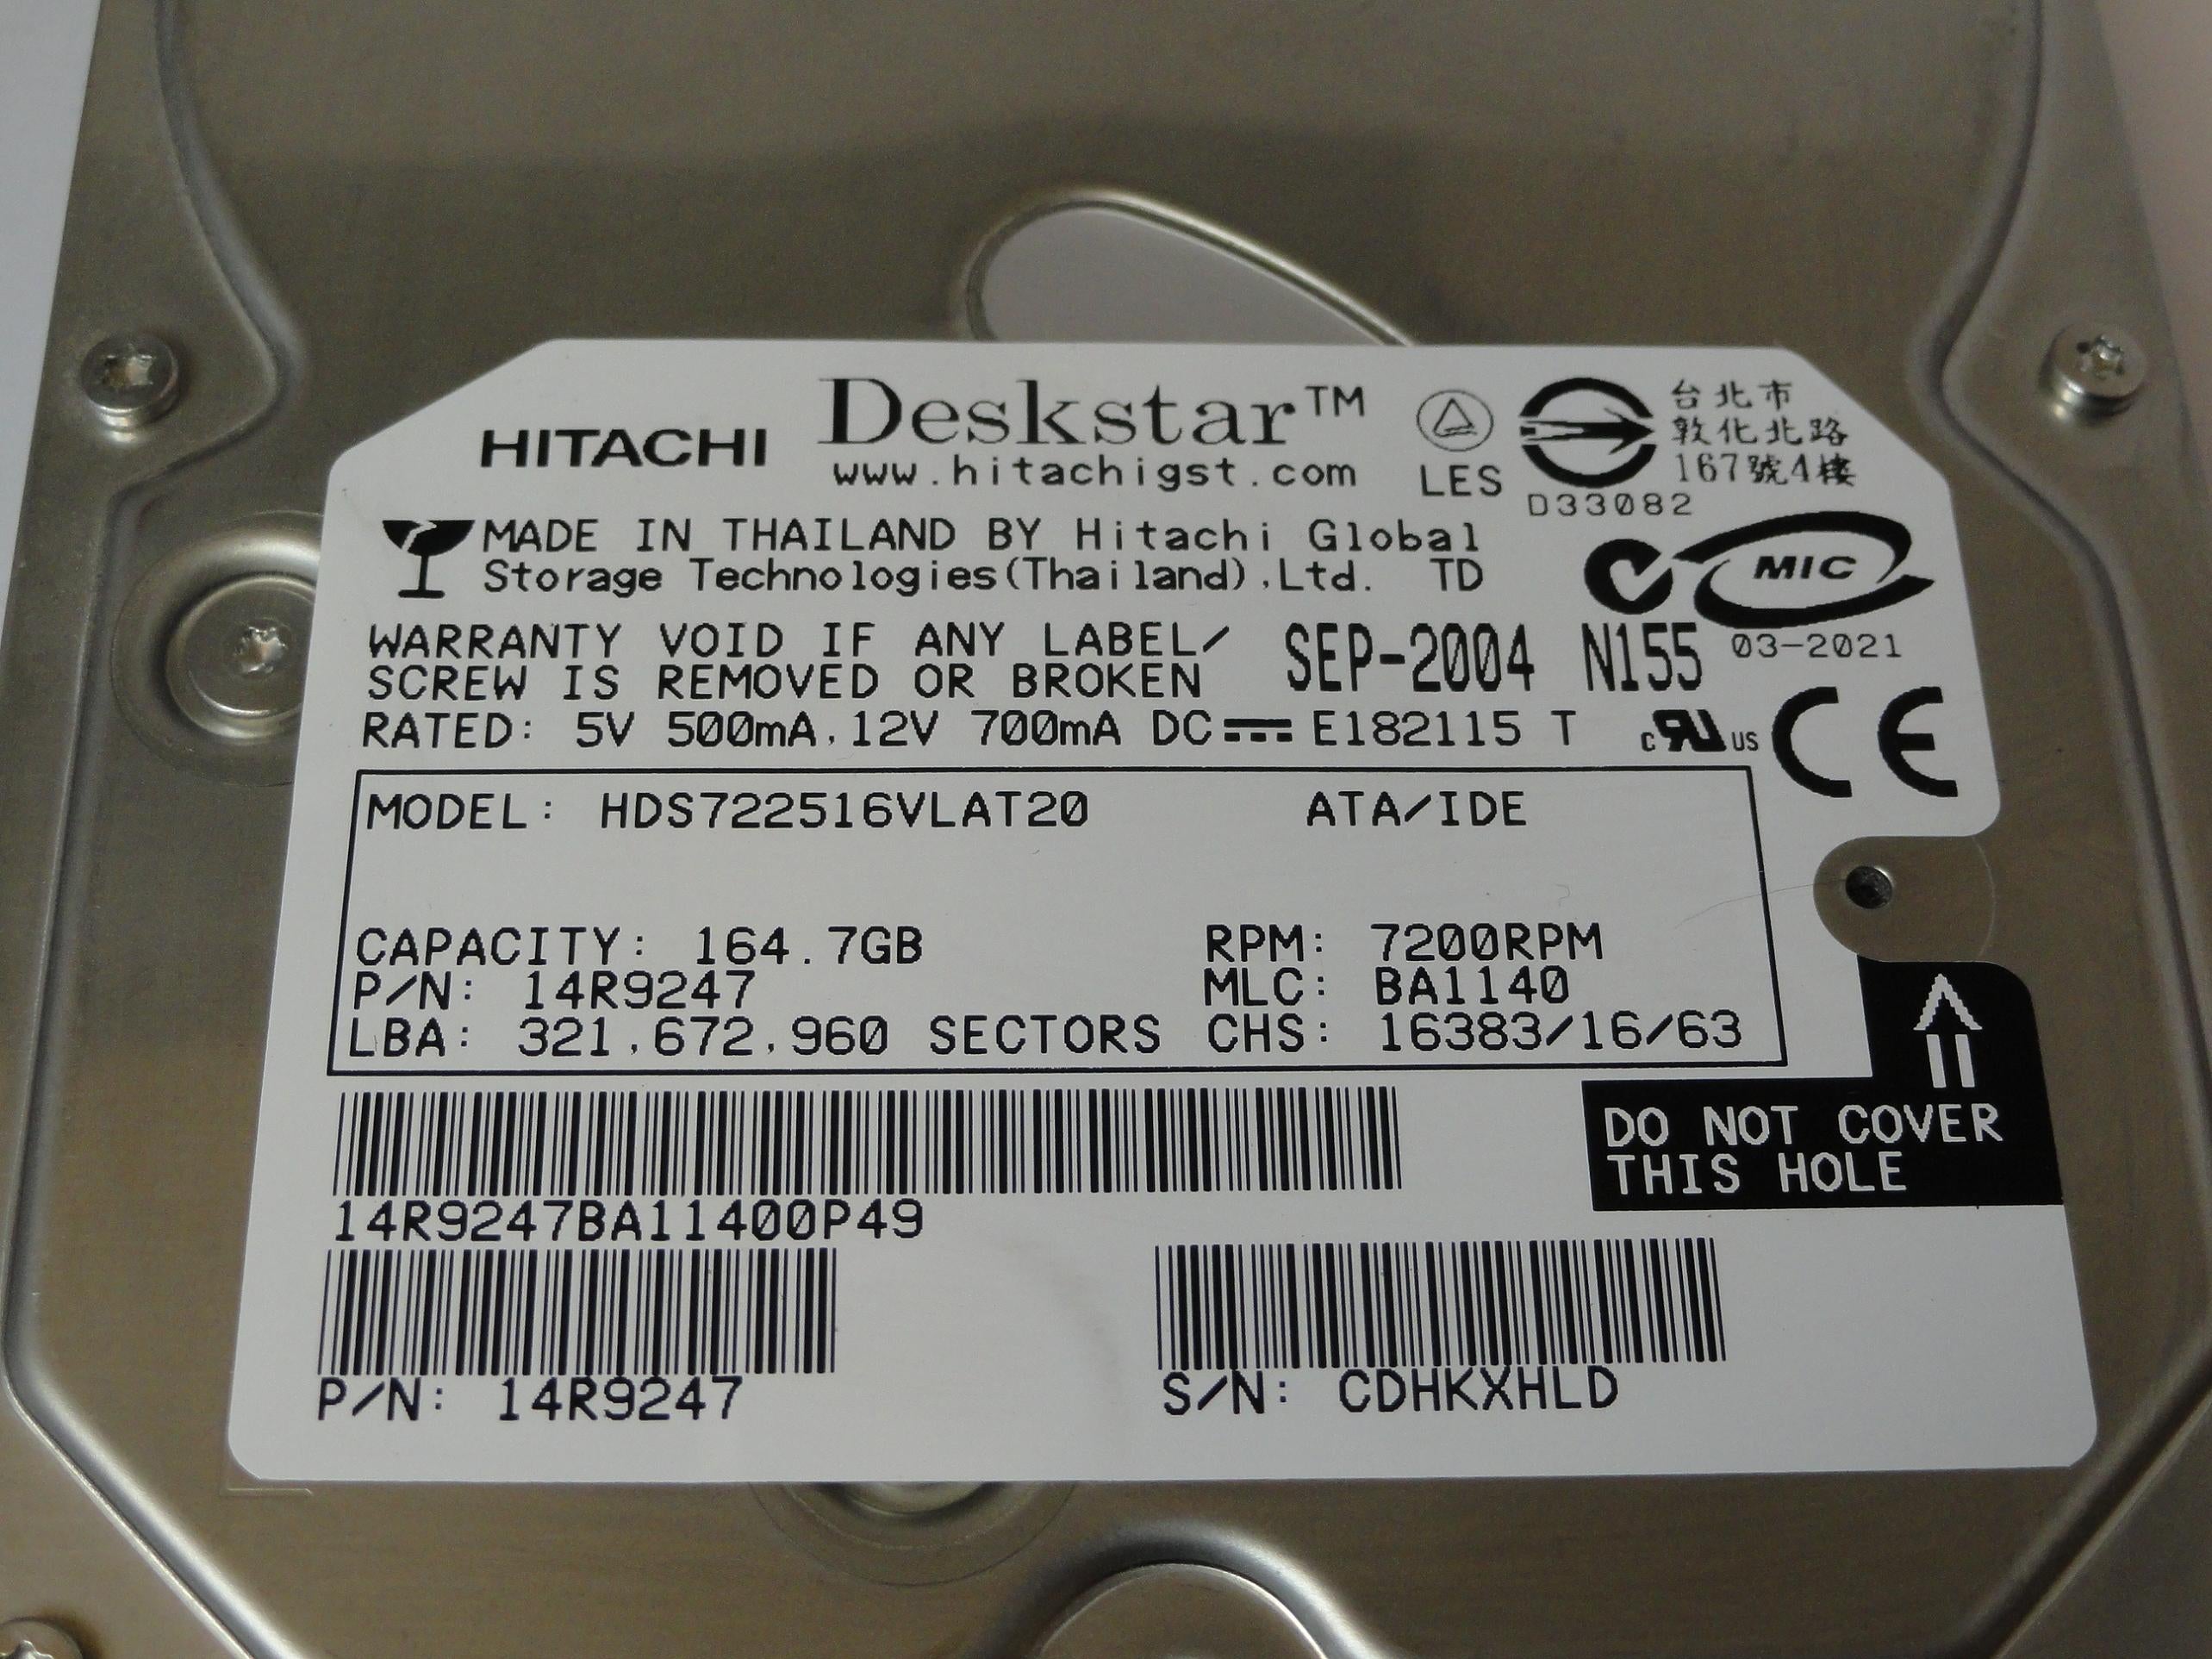 HITACHI Deskstar™
www.hitachigst.com
LES
D33082
台北市
敦化北路
167號4樓
MADE IN THAILAND BY Hitachi Global
Storage Technologies(Thailand),Ltd. TD
MIC
WARRANTY VOID IF ANY LABEL/
SCREW IS REMOVED OR BROKEN
SEP-2004 N155 03-2021
RATED: 5V 500mA,12V 700mA DC E182115 T
c RU US CE
MODEL: HDS722516VLAT20 ATA/IDE
CAPACITY: 164.7GB RPM: 7200RPM
P/N: 14R9247 MLC: BA1140
LBA: 321,672,960 SECTORS CHS: 16383/16/63
DO NOT COVER
THIS HOLE
14R9247BA11400P49
P/N: 14R9247 S/N: CDHKXHLD